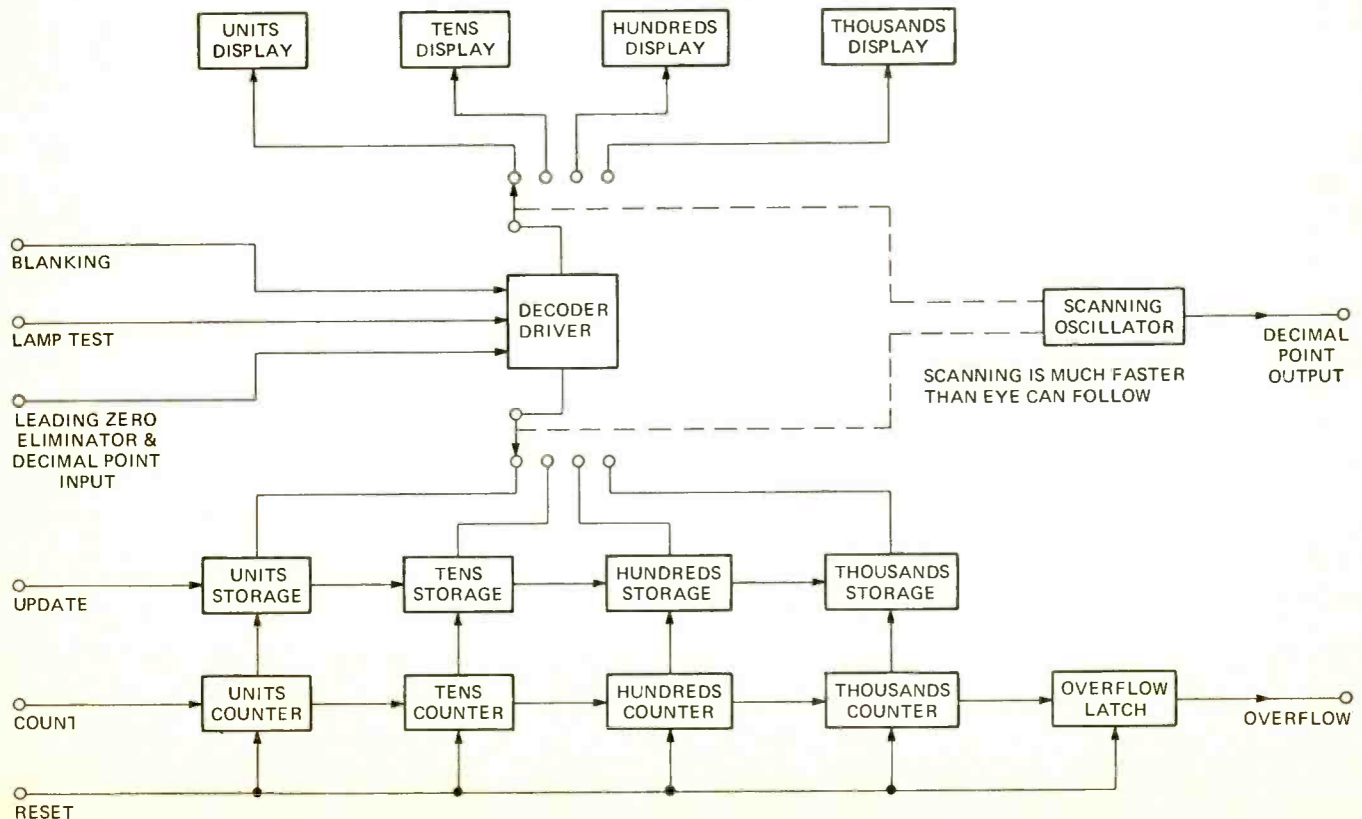 UNITS
DISPLAY
TENS
DISPLAY
HUNDREDS
DISPLAY
THOUSANDS
DISPLAY
BLANKING
LAMP TEST
LEADING ZERO
ELIMINATOR &
DECIMAL POINT
INPUT
DECODER
DRIVER
SCANNING
OSCILLATOR
DECIMAL
POINT
OUTPUT
SCANNING IS MUCH FASTER
THAN EYE CAN FOLLOW
UPDATE
UNITS
STORAGE
TENS
STORAGE
HUNDREDS
STORAGE
THOUSANDS
STORAGE
COUNT
UNITS
COUNTER
TENS
COUNTER
HUNDREDS
COUNTER
THOUSANDS
COUNTER
OVERFLOW
LATCH
OVERFLOW
RESET